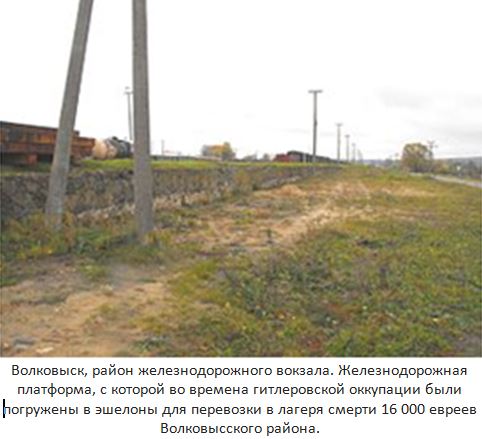 Волковыск, район железнодорожного вокзала. Железнодорожная
платформа, с которой во времена гитлеровской оккупации были
погружены в эшелоны для перевозки в лагеря смерти 16 000 евреев
Волковысского района.